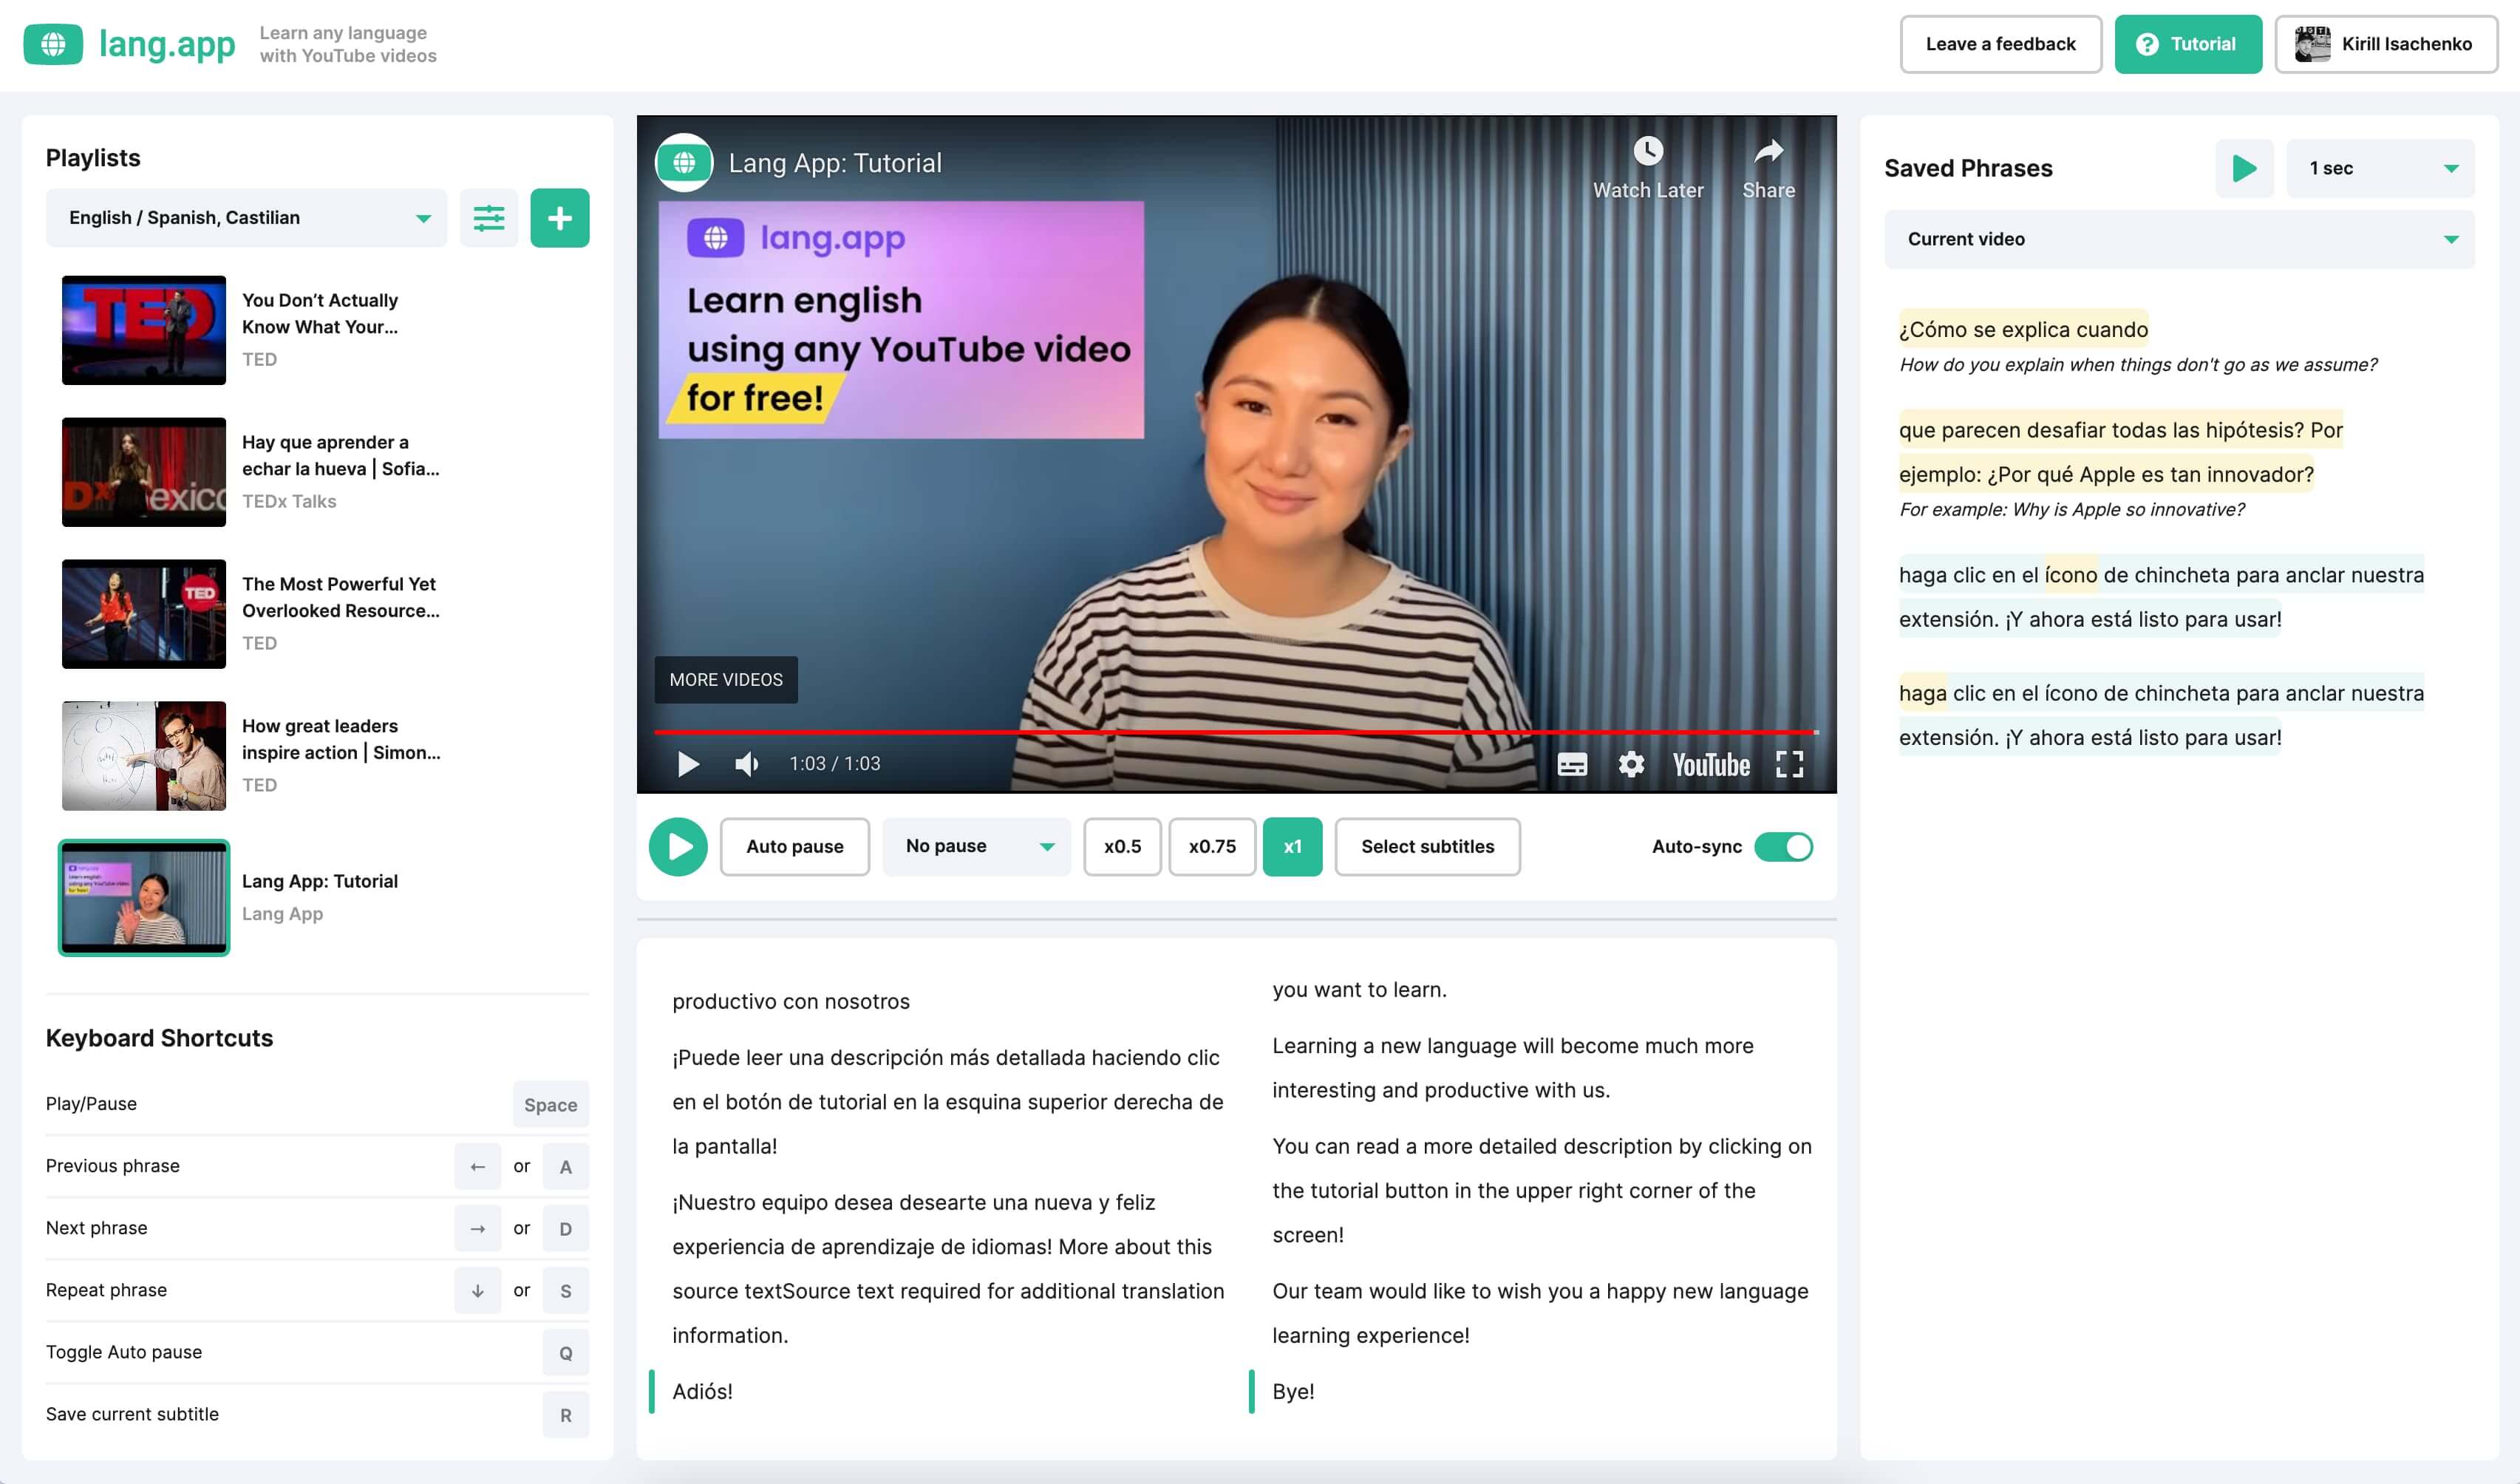 lang.app
Learn any language
with YouTube videos
Leave a feedback
Tutorial
Kirill Isachenko
Playlists
English / Spanish, Castilian
TED
You Don’t Actually
Know What Your...
TED
Dx
exico
Hay que aprender a
echar la hueva | Sofia...
TEDx Talks
TED
The Most Powerful Yet
Overlooked Resource...
TED
How great leaders
inspire action | Simon...
TED
Lang App: Tutorial
Lang App
Keyboard Shortcuts
Play/Pause Space
Previous phrase ← or A
Next phrase → or D
Repeat phrase ↓ or S
Toggle Auto pause Q
Save current subtitle R
Lang App: Tutorial
Watch Later
Share
lang.app
Learn english
using any YouTube video
for free!
MORE VIDEOS
1:03 / 1:03
YouTube
Auto pause
No pause
x0.5
x0.75
x1
Select subtitles
Auto-sync
productivo con nosotros
¡Puede leer una descripción más detallada haciendo clic
en el botón de tutorial en la esquina superior derecha de
la pantalla!
¡Nuestro equipo desea desearte una nueva y feliz
experiencia de aprendizaje de idiomas! More about this
source textSource text required for additional translation
information.
Adiós!
you want to learn.
Learning a new language will become much more
interesting and productive with us.
You can read a more detailed description by clicking on
the tutorial button in the upper right corner of the
screen!
Our team would like to wish you a happy new language
learning experience!
Bye!
Saved Phrases
1 sec
Current video
¿Cómo se explica cuando
How do you explain when things don't go as we assume?
que parecen desafiar todas las hipótesis? Por
ejemplo: ¿Por qué Apple es tan innovador?
For example: Why is Apple so innovative?
haga clic en el ícono de chincheta para anclar nuestra
extensión. ¡Y ahora está listo para usar!
haga clic en el ícono de chincheta para anclar nuestra
extensión. ¡Y ahora está listo para usar!